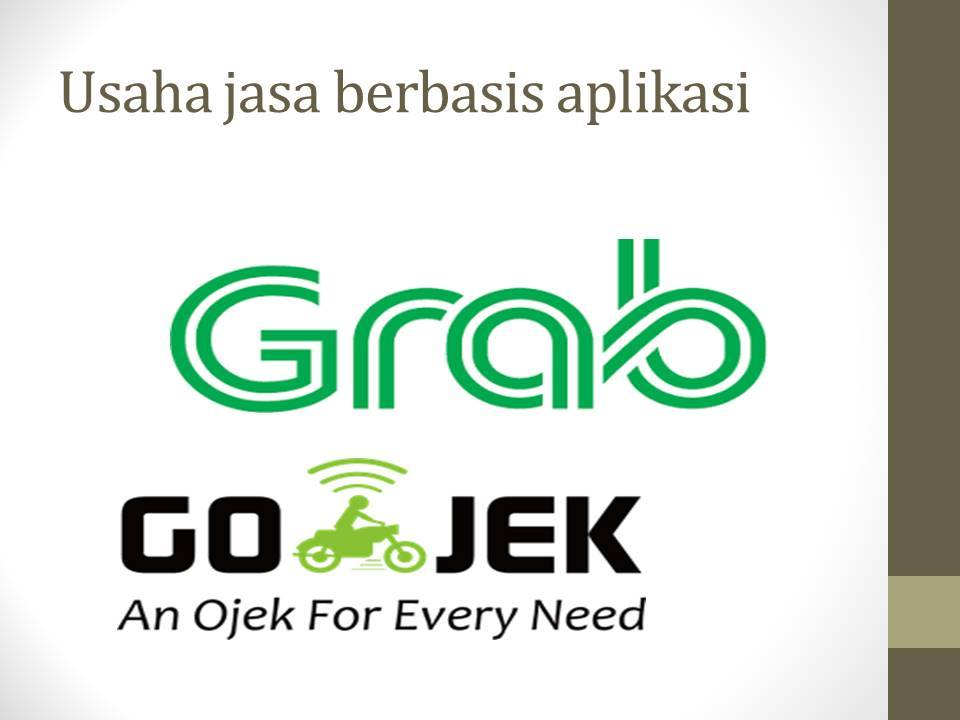 Usaha jasa berbasis aplikasi
Grab
GO JEK
An Ojek For Every Need